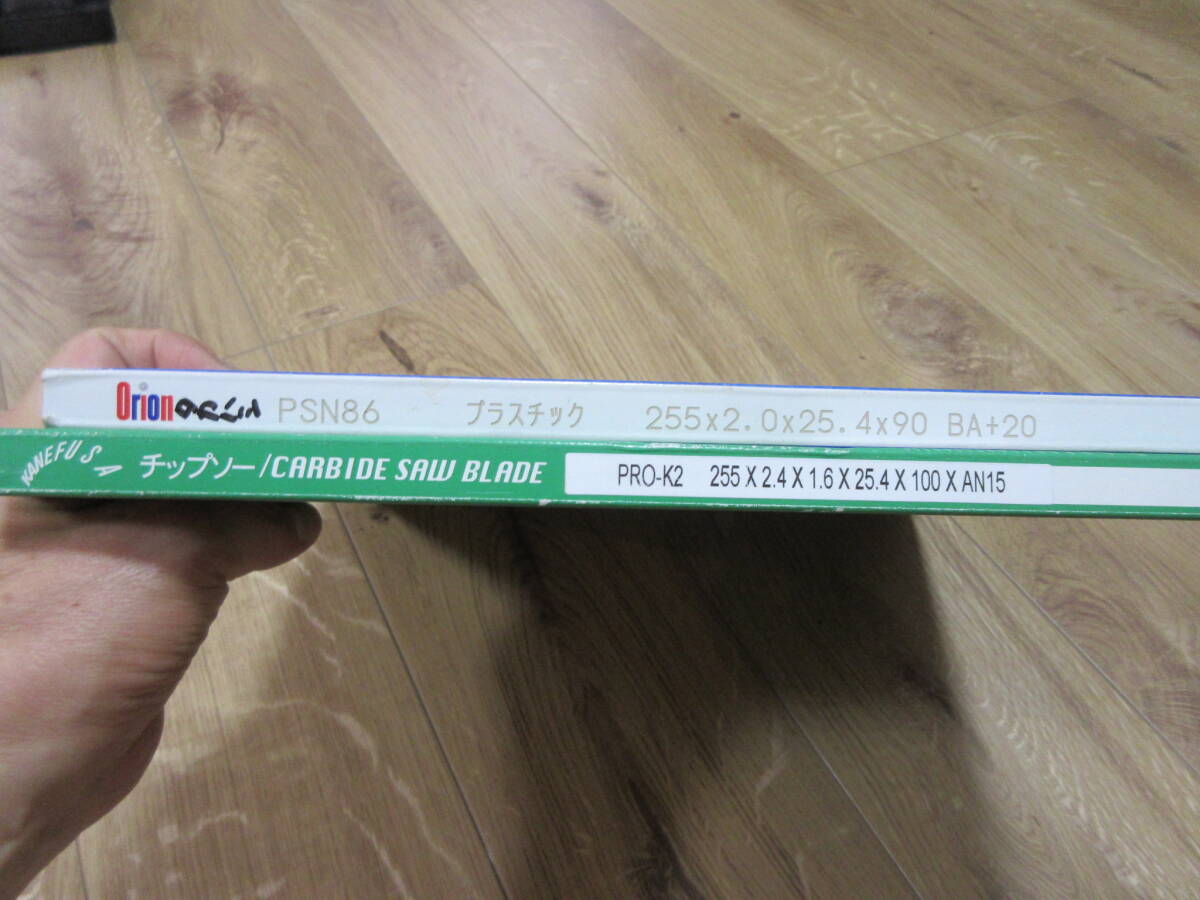 Orion PSN86 プラスチック 255x2.0x25.4x90 BA+20
KANEFUSA チップソー/CARBIDE SAW BLADE PRO-K2 255 X 2.4 X 1.6 X 25.4 X 100 X AN15